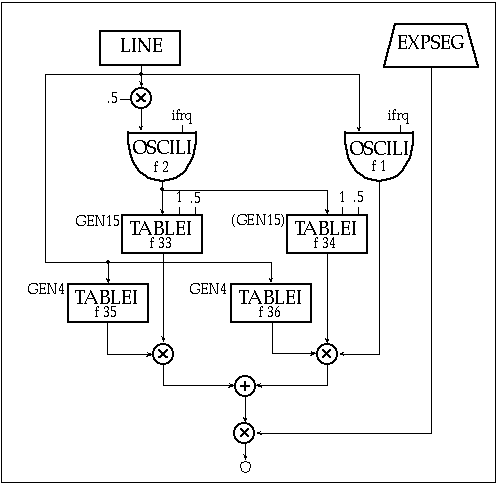 LINE
EXPSEG
.5
ifrq
ifrq
OSCILI
f 2
OSCILI
f 1
1 .5
1 .5
GEN15
TABLEI
f 33
(GEN15)
TABLEI
f 34
GEN4
TABLEI
f 35
GEN4
TABLEI
f 36
×
×
×
+
×
O